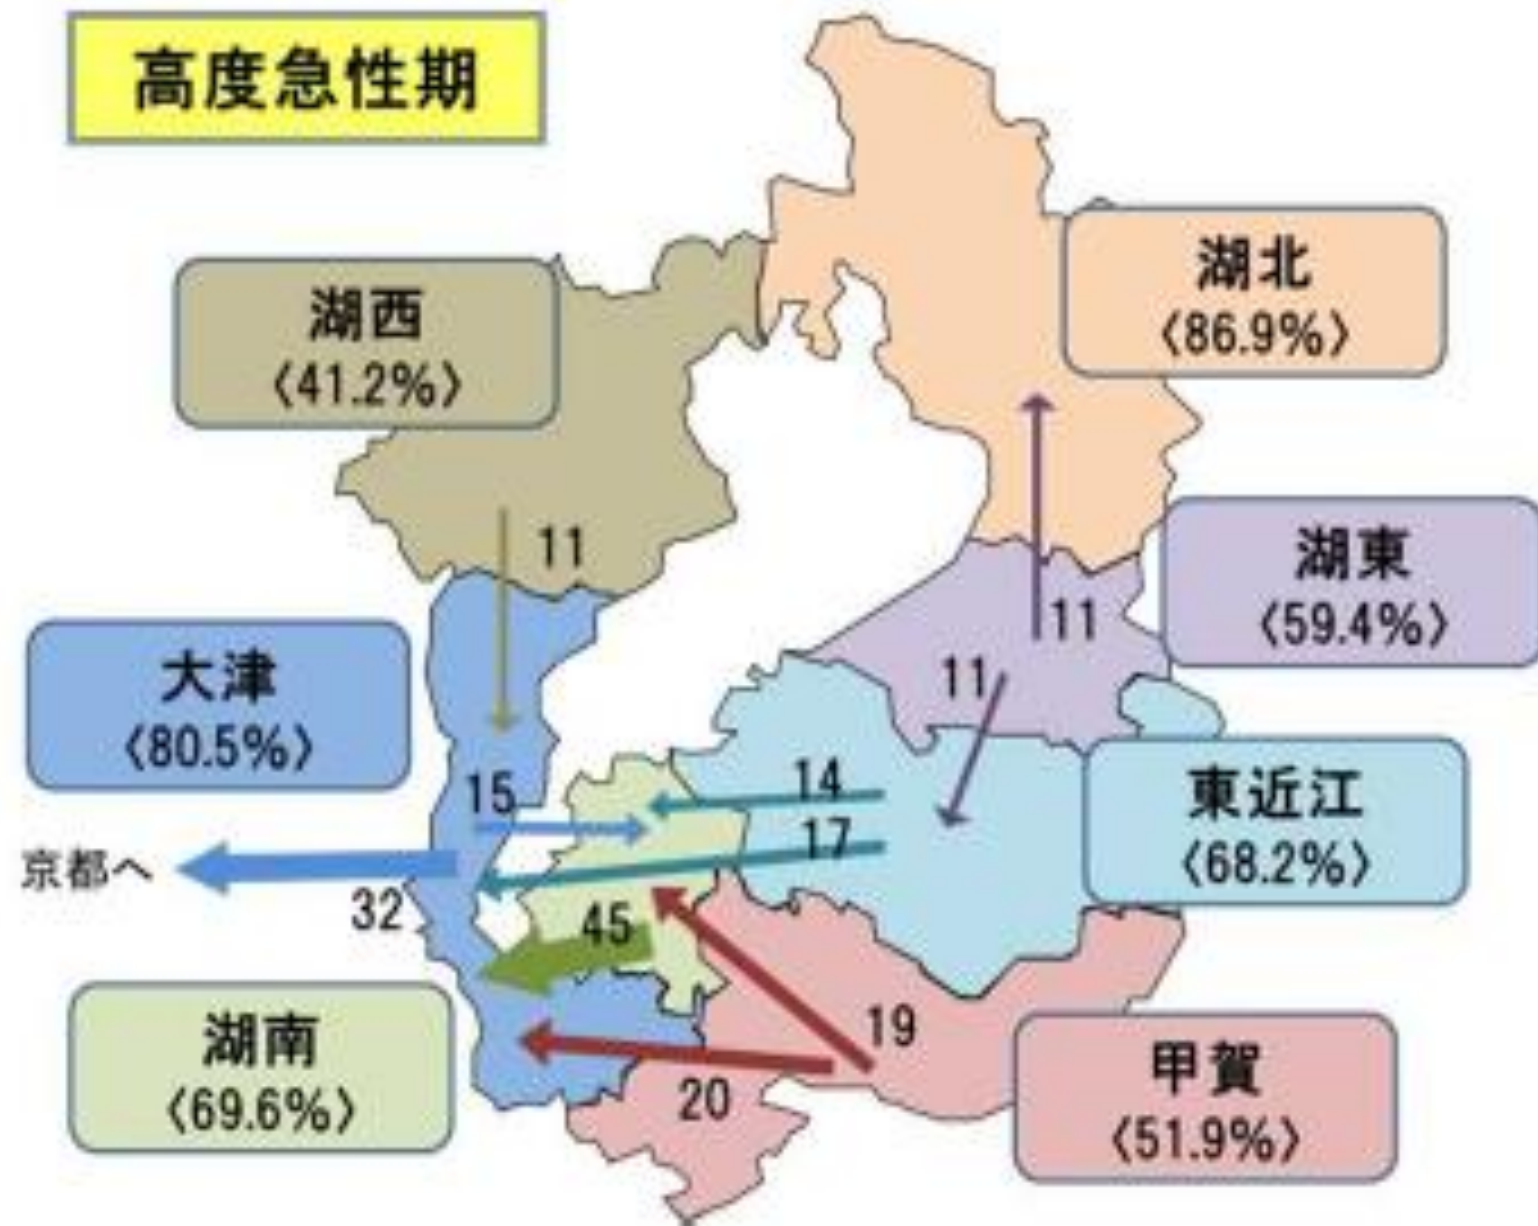 高度急性期
湖北
〈86.9%〉
湖西
〈41.2%〉
湖東
〈59.4%〉
11
11
11
大津
〈80.5%〉
東近江
〈68.2%〉
15
14
17
京都へ
32
45
湖南
〈69.6%〉
19
20
甲賀
〈51.9%〉